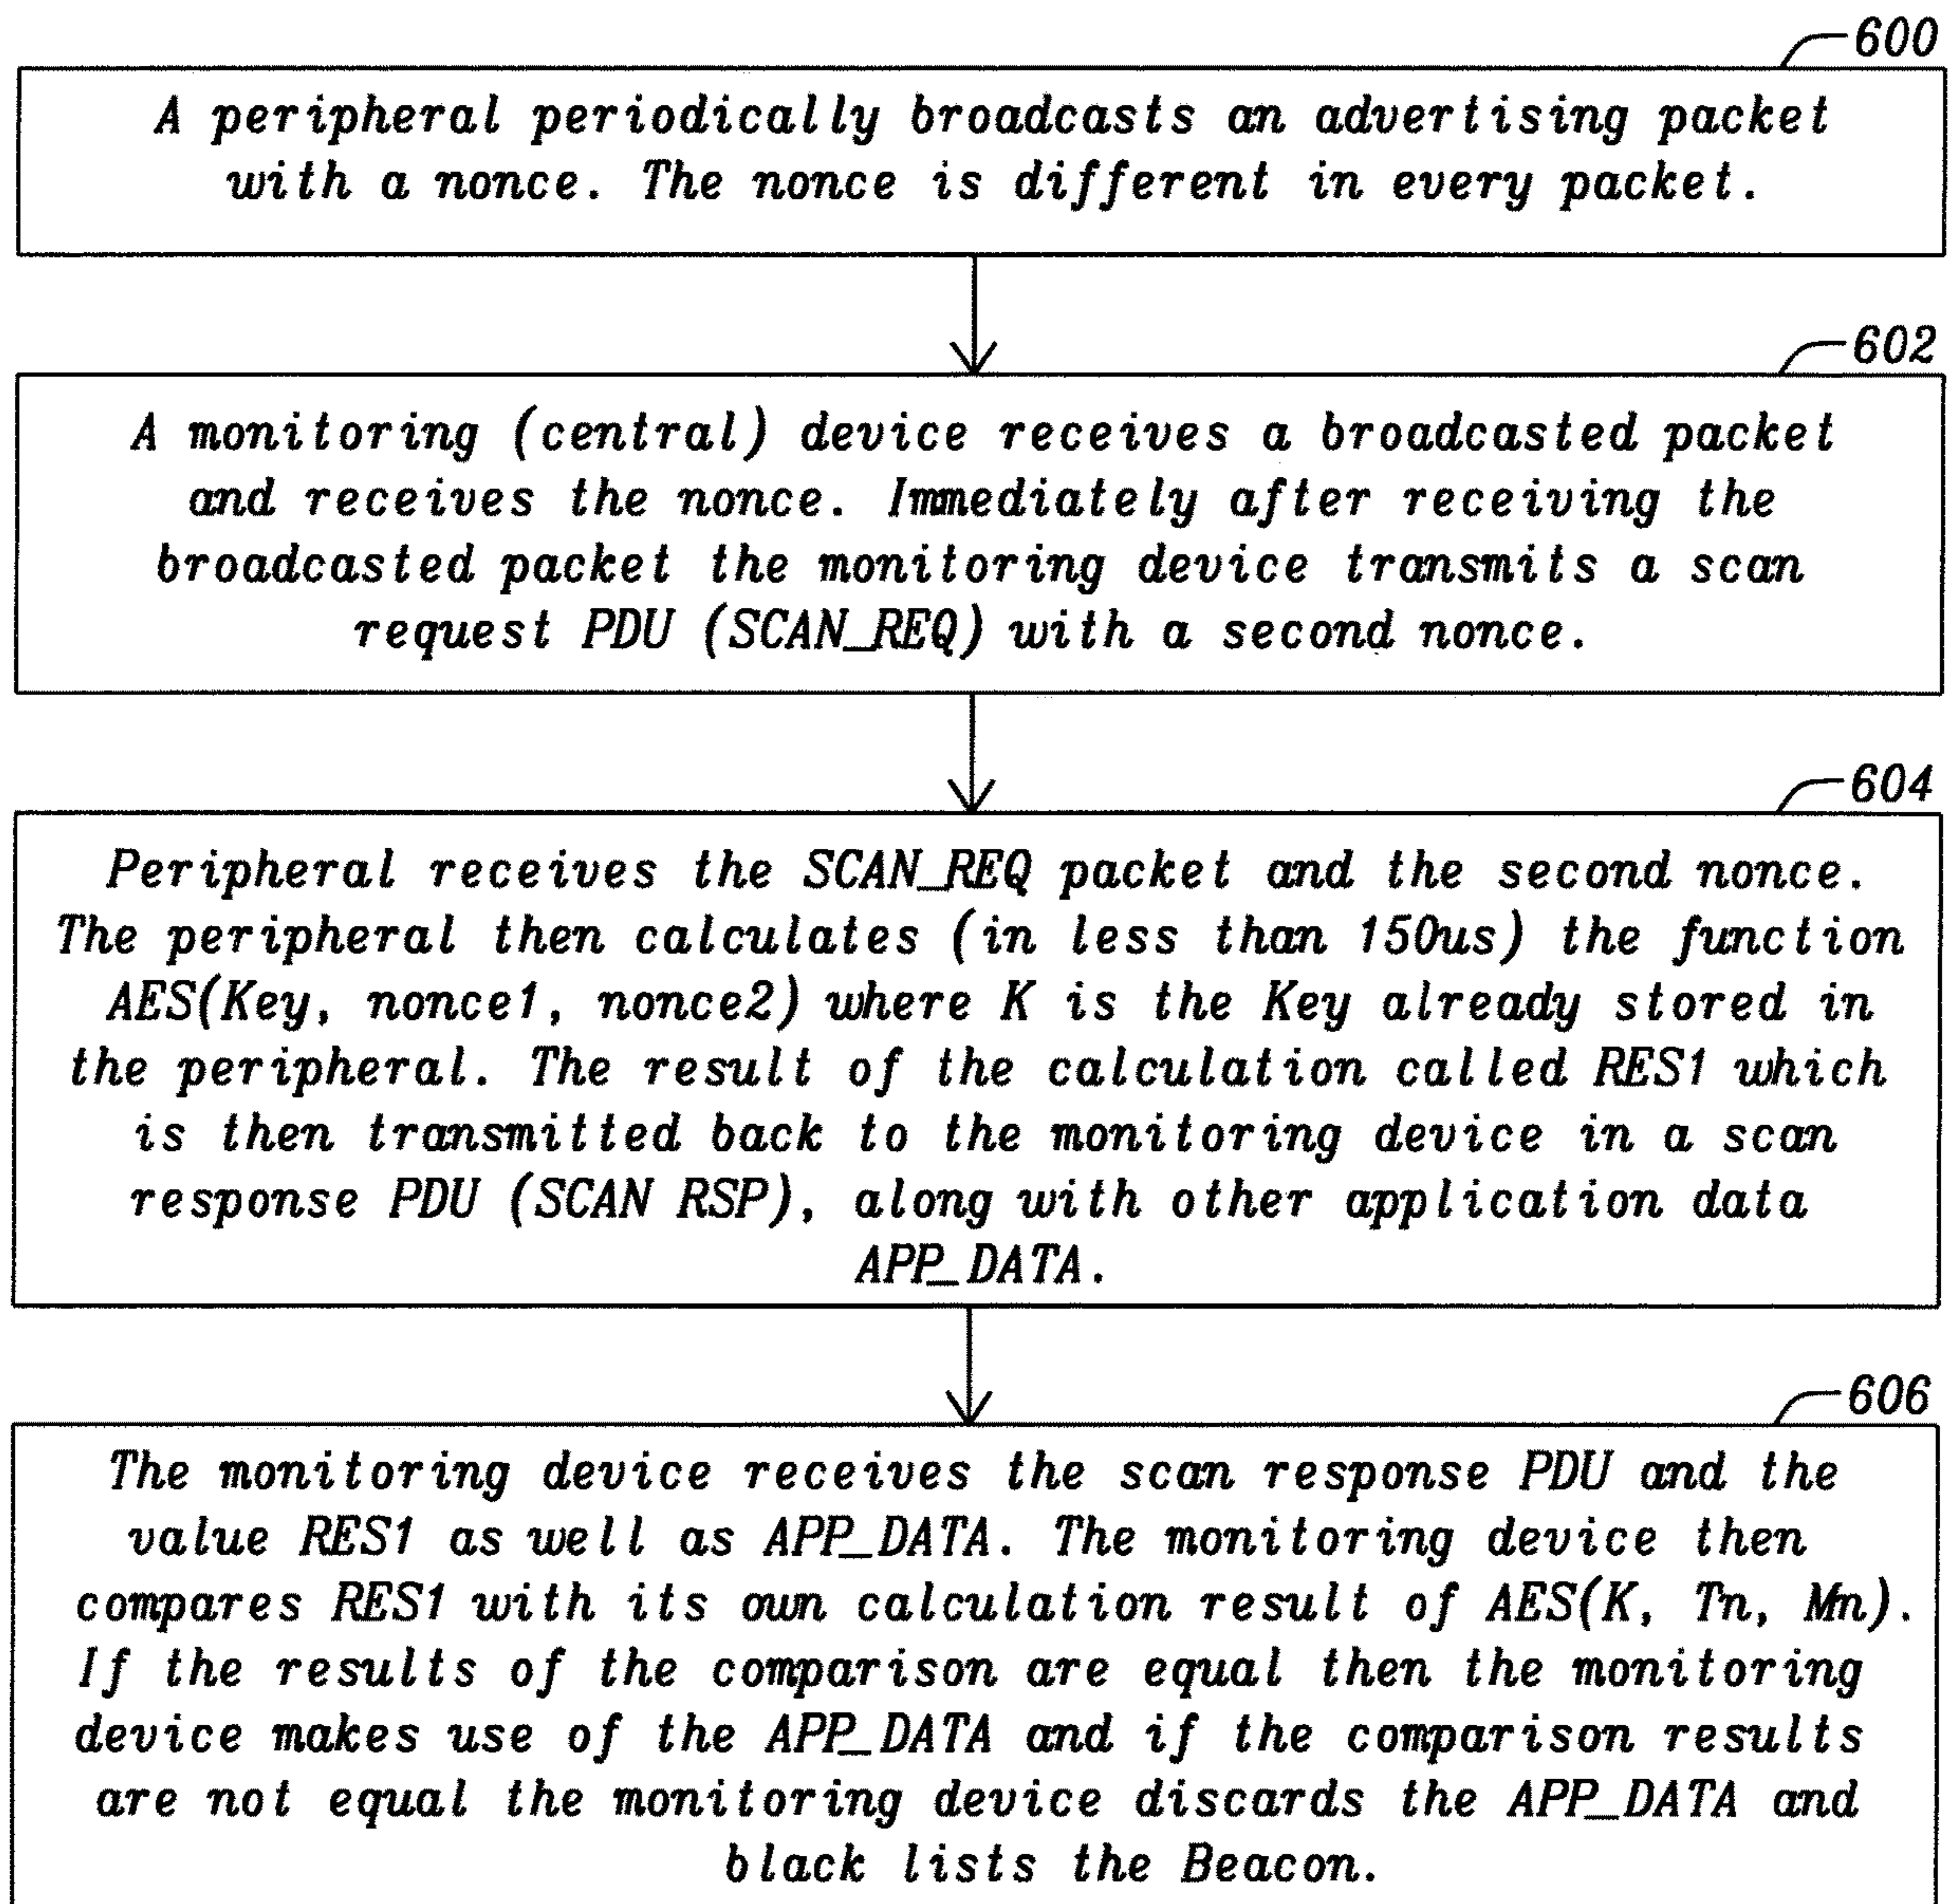 600
A peripheral periodically broadcasts an advertising packet
with a nonce. The nonce is different in every packet.
602
A monitoring (central) device receives a broadcasted packet
and receives the nonce. Immediately after receiving the
broadcasted packet the monitoring device transmits a scan
request PDU (SCAN_REQ) with a second nonce.
604
Peripheral receives the SCAN_REQ packet and the second nonce.
The peripheral then calculates (in less than 150us) the function
AES(Key, nonce1, nonce2) where K is the Key already stored in
the peripheral. The result of the calculation called RES1 which
is then transmitted back to the monitoring device in a scan
response PDU (SCAN RSP), along with other application data
APP_DATA.
606
The monitoring device receives the scan response PDU and the
value RES1 as well as APP_DATA. The monitoring device then
compares RES1 with its own calculation result of AES(K, Tn, Mn).
If the results of the comparison are equal then the monitoring
device makes use of the APP_DATA and if the comparison results
are not equal the monitoring device discards the APP_DATA and
black lists the Beacon.